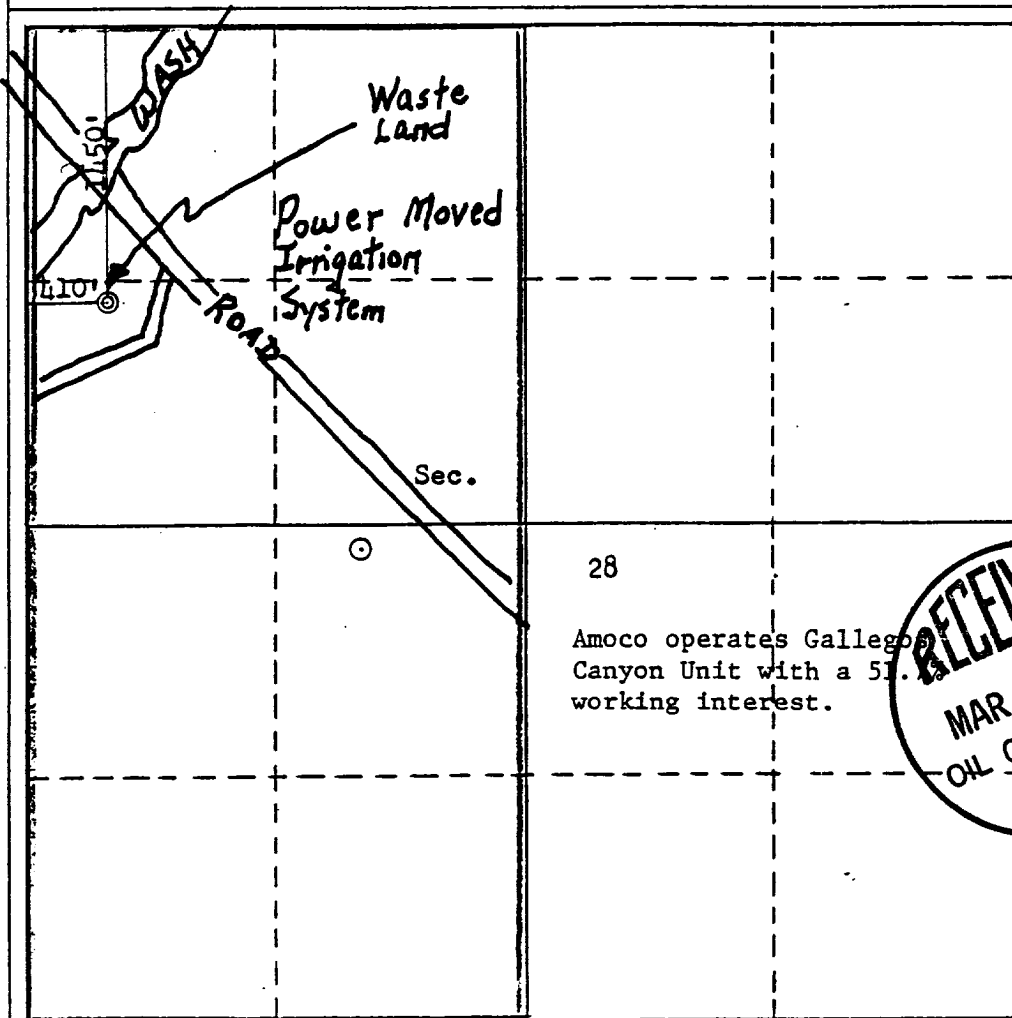 WASH
Waste
Land
1450'
Power Moved
Irrigation
System
410'
ROAD
Sec.
28
Amoco operates Gallegos
Canyon Unit with a 51.
working interest.
MAR
OIL